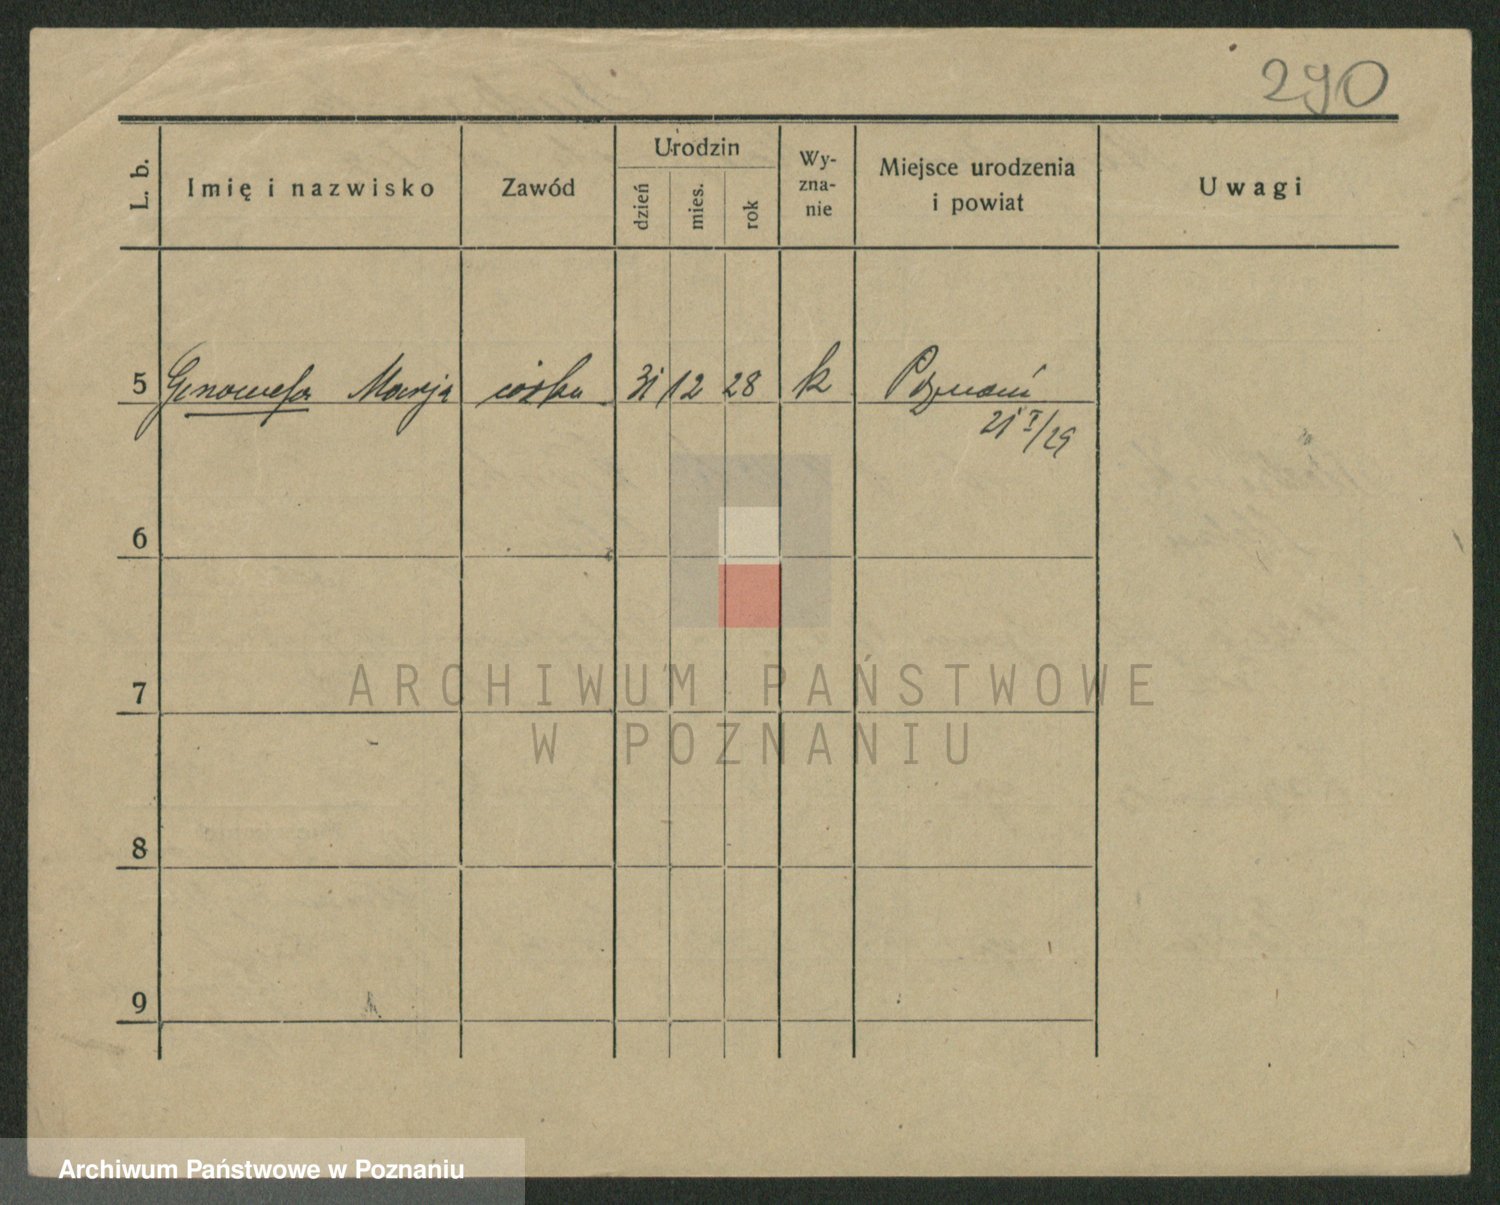 290
L. b.
Imię i nazwisko
Zawód
Urodzin
dzień
mies.
rok
Wy-
zna-
nie
Miejsce urodzenia
i powiat
Uwagi
5 Genowefa Marja córka 31 12 28 k Poznań
21 I/29
6
7
8
9
ARCHIWUM PAŃSTWOWE
W POZNANIU
Archiwum Państwowe w Poznaniu